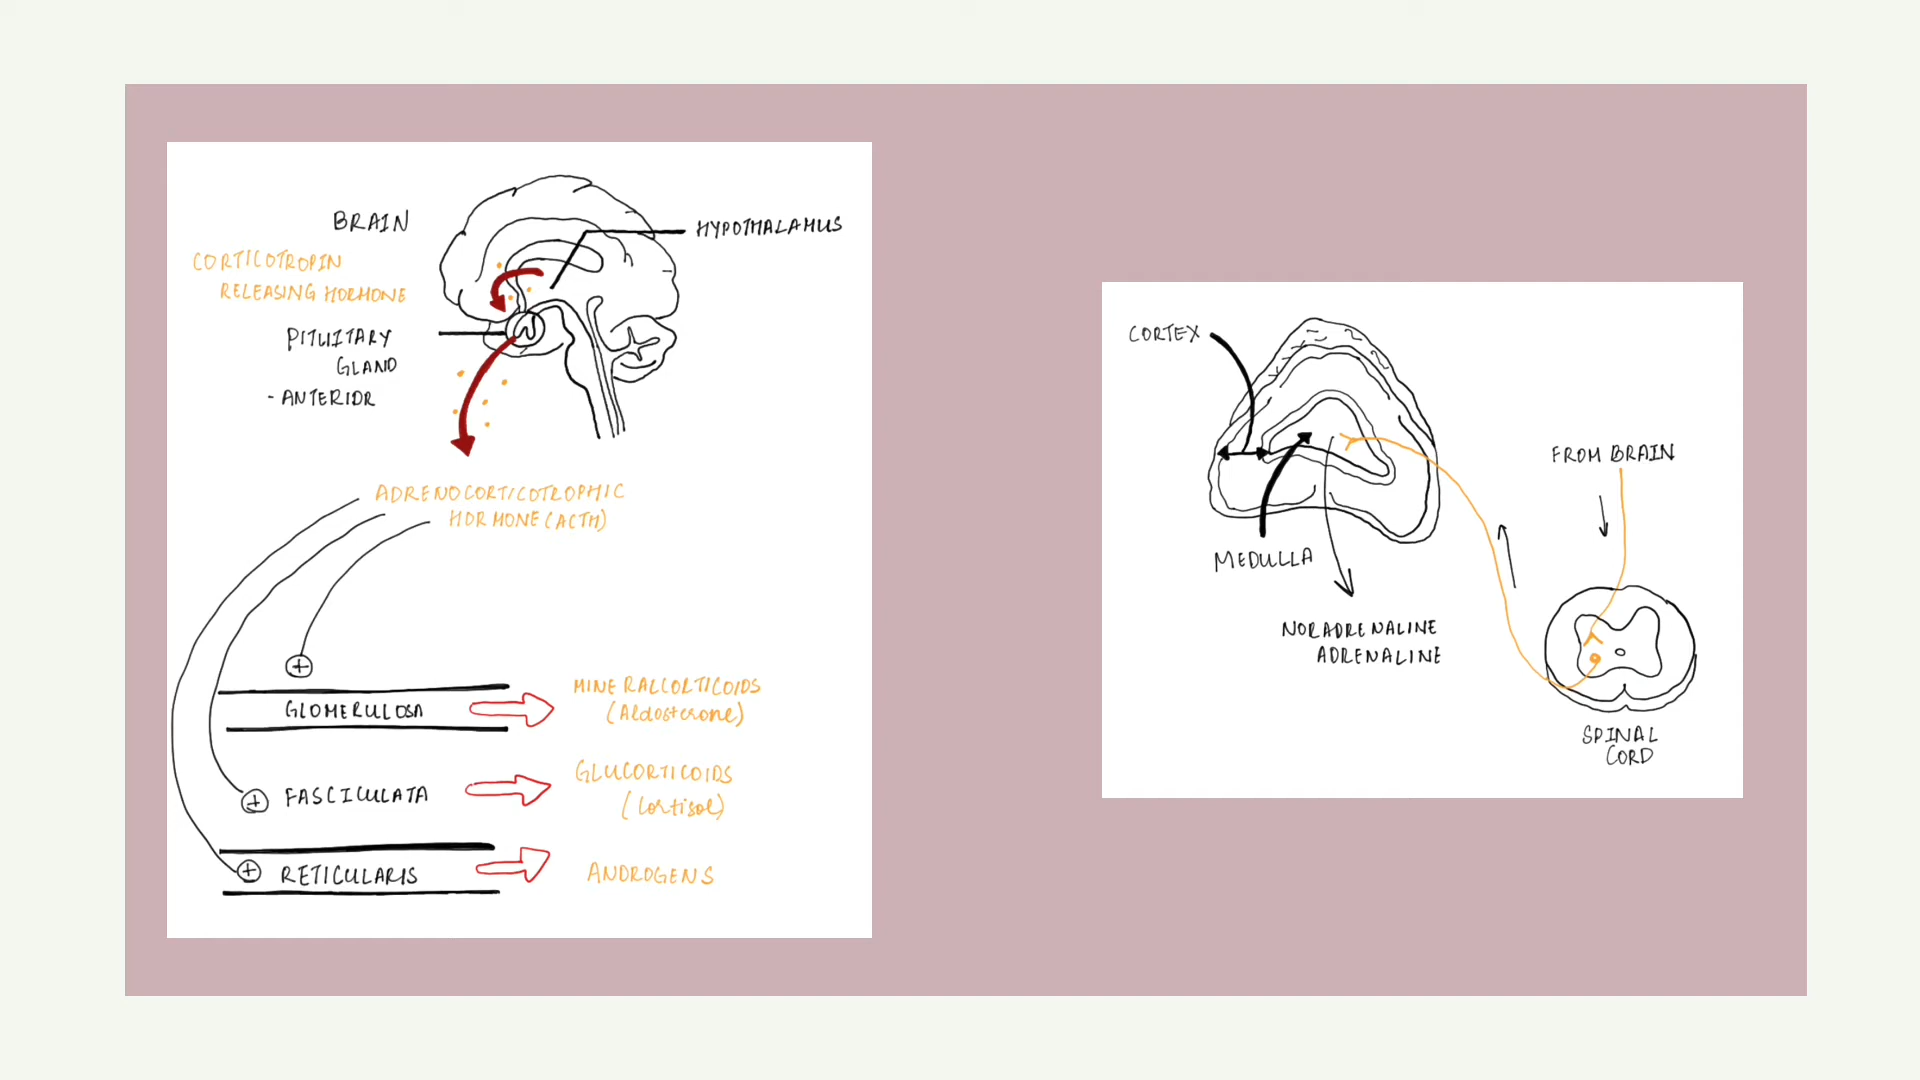 BRAIN
HYPOTHALAMUS
CORTICOTROPIN
RELEASING HORMONE
PITUITARY
GLAND
- ANTERIOR
ADRENOCORTICOTROPHIC
HORMONE (ACTH)
+
GLOMERULOSA
MINERALCORTICOIDS
(Aldosterone)
+
FASCICULATA
GLUCORTICOIDS
(Cortisol)
+
RETICULARIS
ANDROGENS
CORTEX
MEDULLA
NORADRENALINE
ADRENALINE
FROM BRAIN
SPINAL
CORD